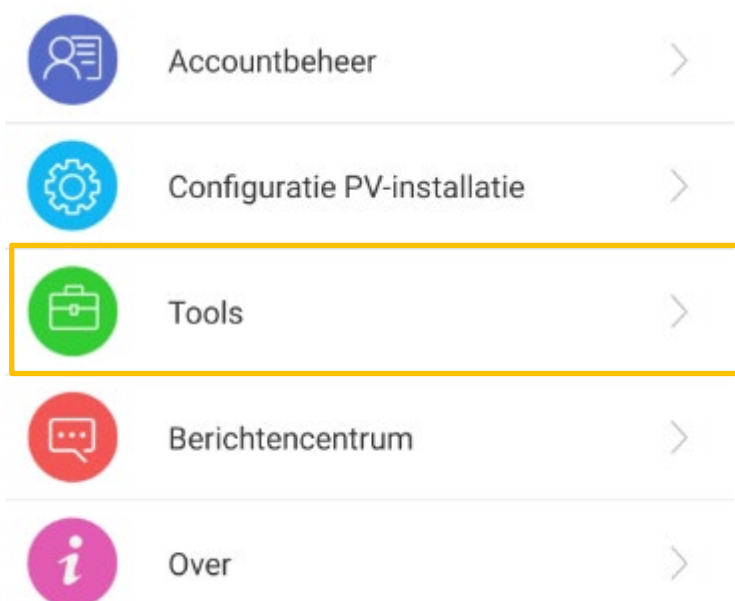 Accountbeheer
Configuratie PV-installatie
Tools
Berichtencentrum
Over